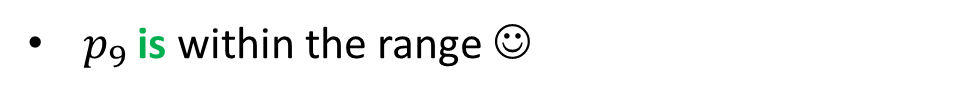 • p₉ is within the range ☺